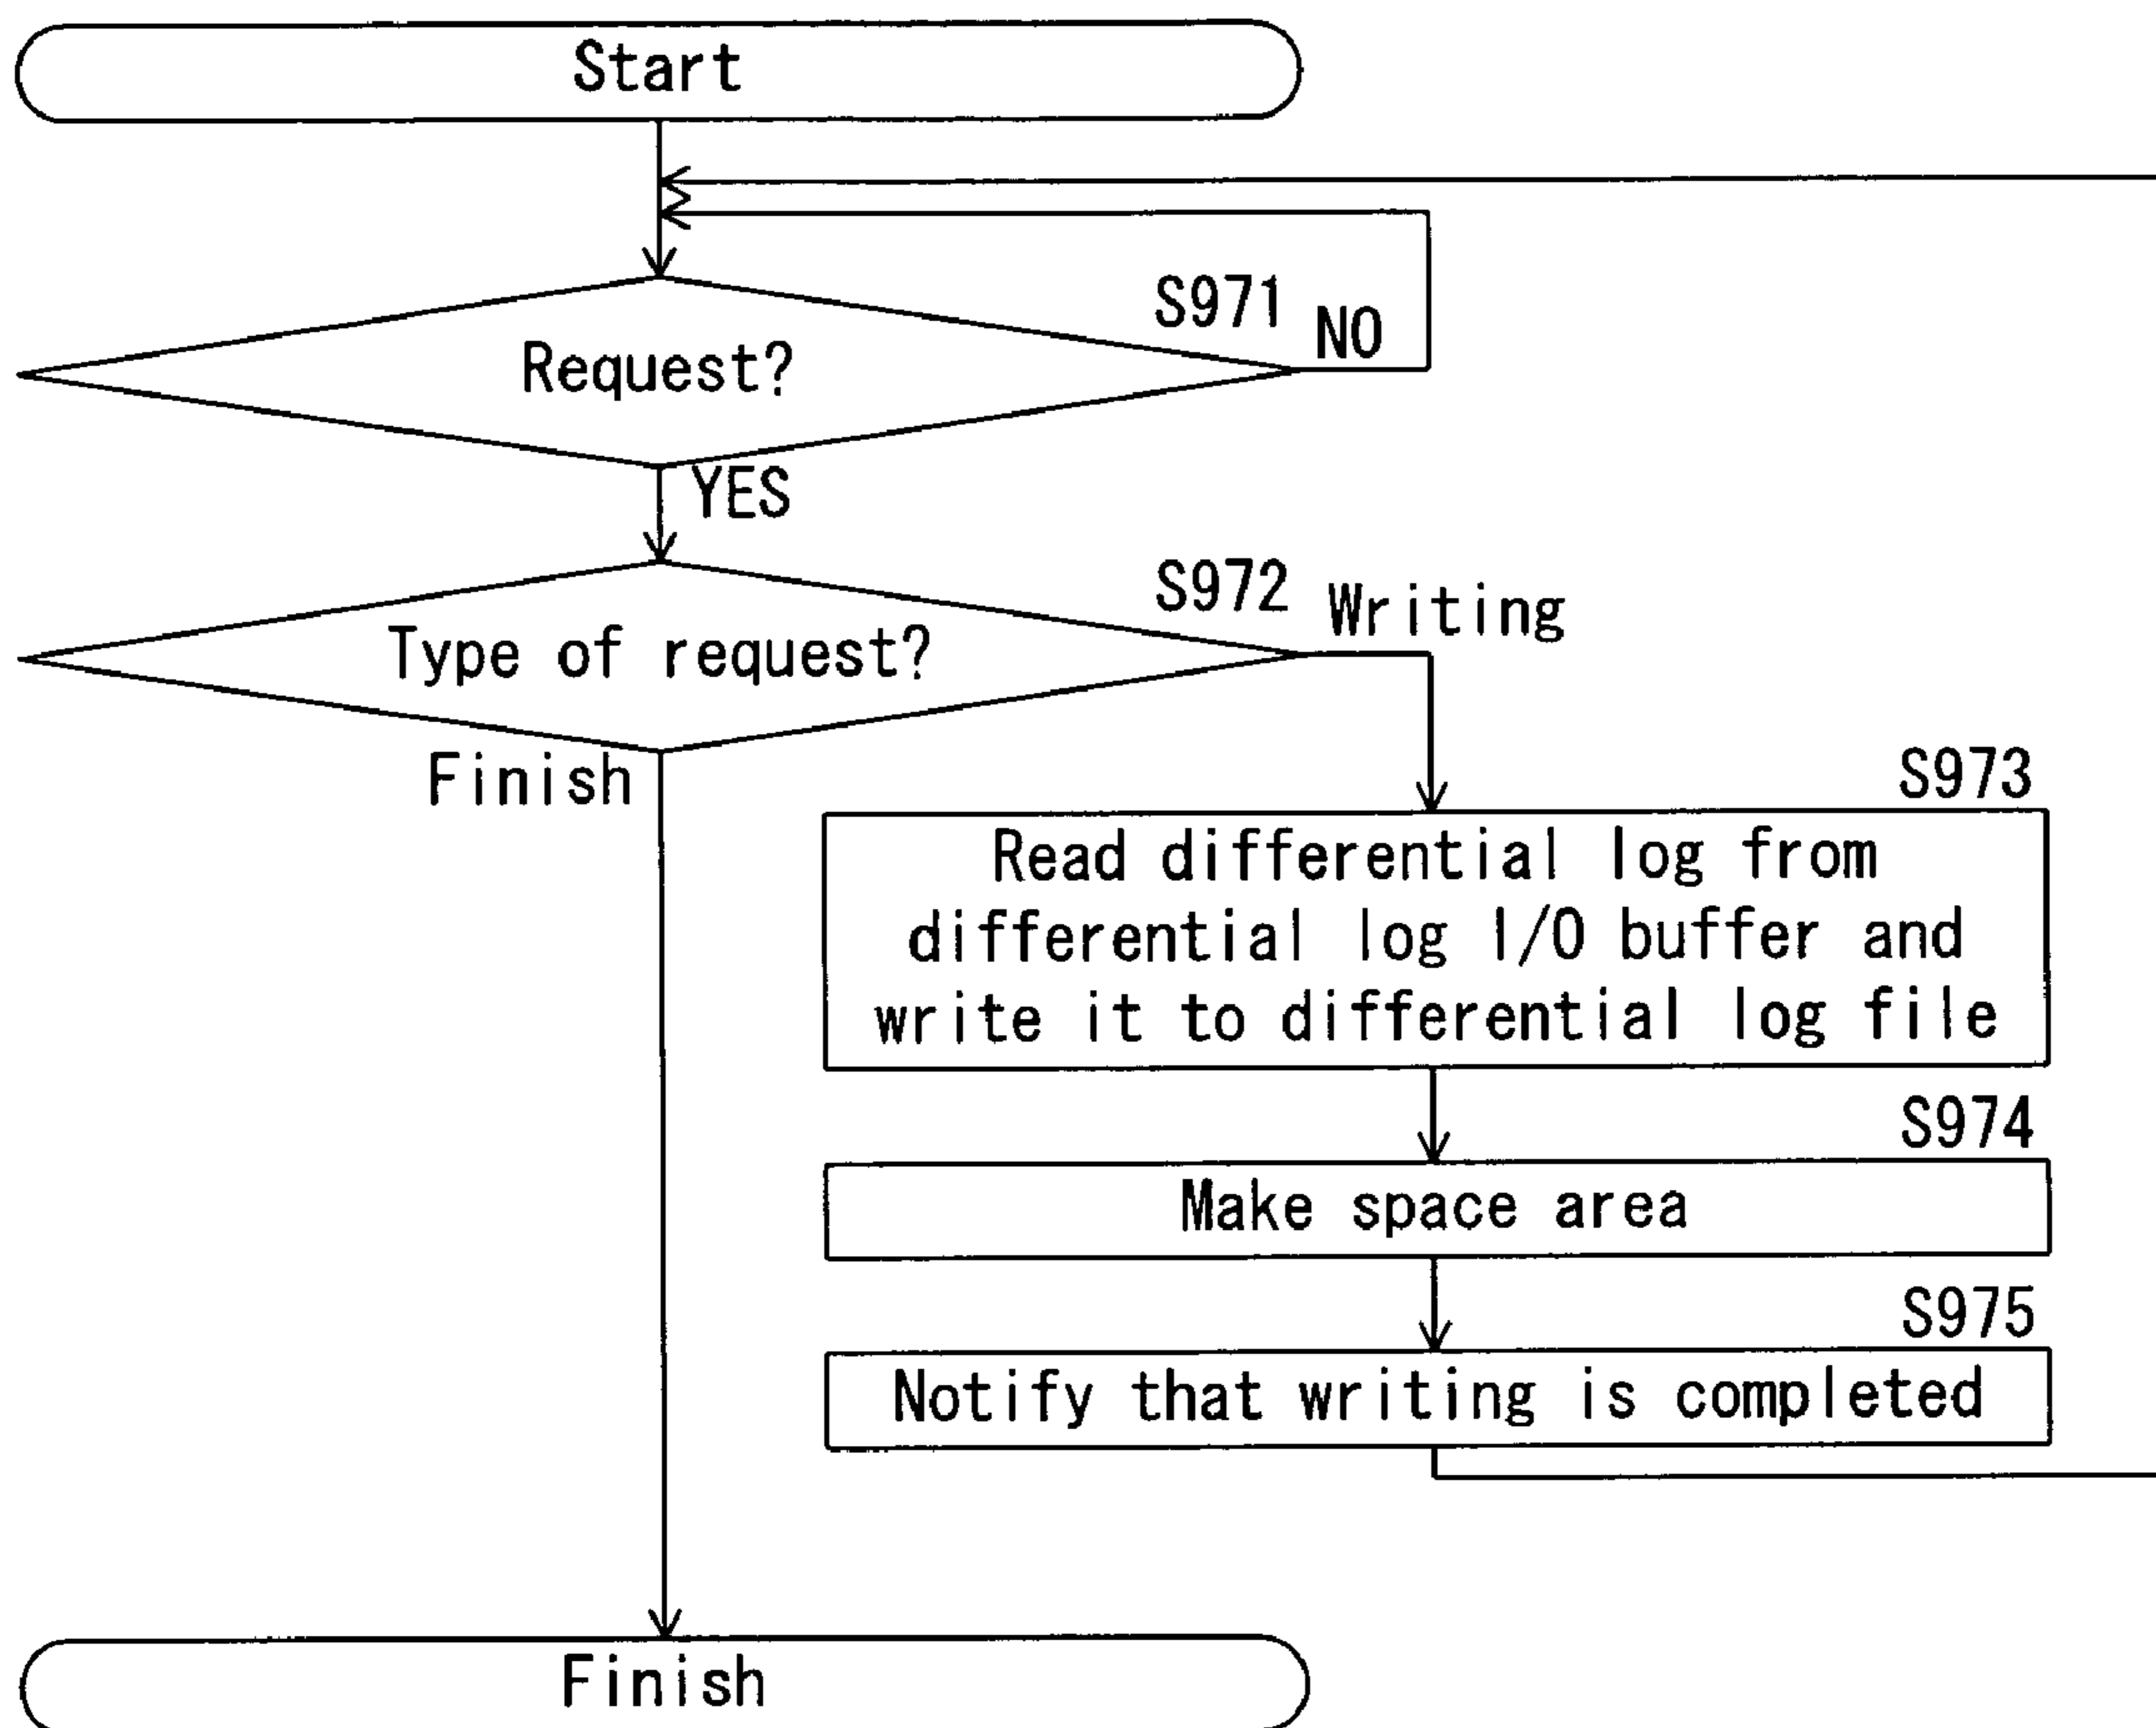 Start
S971
NO
Request?
YES
S972
Writing
Type of request?
Finish
S973
Read differential log from
differential log I/O buffer and
write it to differential log file
S974
Make space area
S975
Notify that writing is completed
Finish